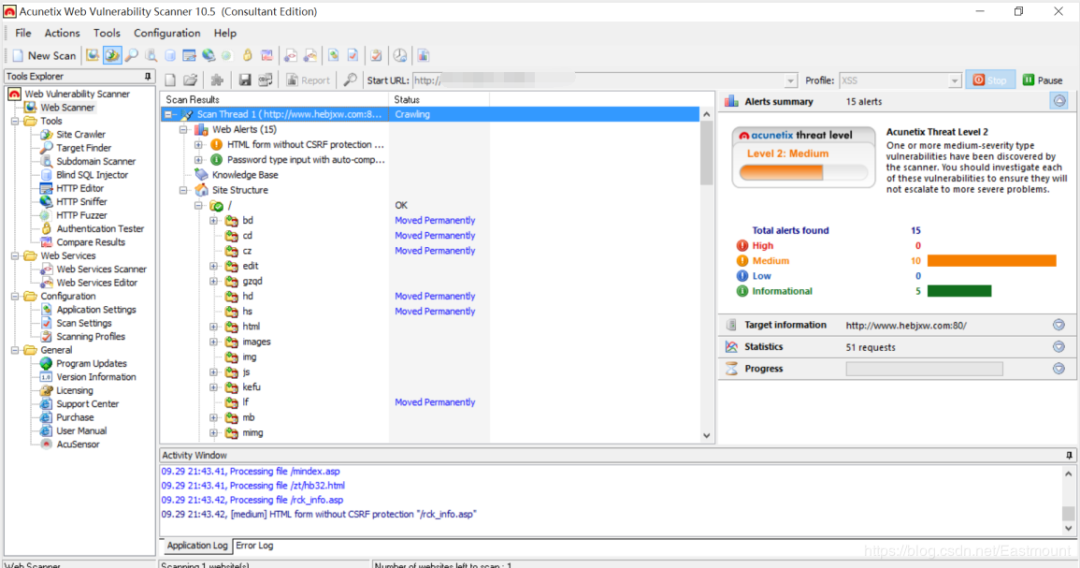 Acunetix Web Vulnerability Scanner 10.5 (Consultant Edition)
File Actions Tools Configuration Help
New Scan
Tools Explorer
Web Vulnerability Scanner
Web Scanner
Tools
Site Crawler
Target Finder
Subdomain Scanner
Blind SQL Injector
HTTP Editor
HTTP Sniffer
HTTP Fuzzer
Authentication Tester
Compare Results
Web Services
Web Services Scanner
Web Services Editor
Configuration
Application Settings
Scan Settings
Scanning Profiles
General
Program Updates
Version Information
Licensing
Support Center
Purchase
User Manual
AcuSensor
Report Start URL: http:// Profile: XSS Stop Pause
Scan Results Status
Scan Thread 1 ( http://www.hebjxw.com:8... Crawling
Web Alerts (15)
HTML form without CSRF protection ...
Password type input with auto-comp...
Knowledge Base
Site Structure
/ OK
bd Moved Permanently
cd Moved Permanently
cz Moved Permanently
edit
gzqd
hd Moved Permanently
hs Moved Permanently
html
images
img
js
kefu
lf Moved Permanently
mb
mimg
Alerts summary 15 alerts
acunetix threat level
Level 2: Medium
Acunetix Threat Level 2
One or more medium-severity type
vulnerabilities have been discovered by
the scanner. You should investigate each
of these vulnerabilities to ensure they will
not escalate to more severe problems.
Total alerts found 15
High 0
Medium 10
Low 0
Informational 5
Target information http://www.hebjxw.com:80/
Statistics 51 requests
Progress
Activity Window
09.29 21:43.41, Processing file /mindex.asp
09.29 21:43.41, Processing file /zt/hb32.html
09.29 21:43.42, Processing file /rck_info.asp
09.29 21:43.42, [medium] HTML form without CSRF protection "/rck_info.asp"
Application Log Error Log
https://blog.csdn.net/Eastmount
Web Scanner Scanning 1 website(s) Number of websites left to scan : 1